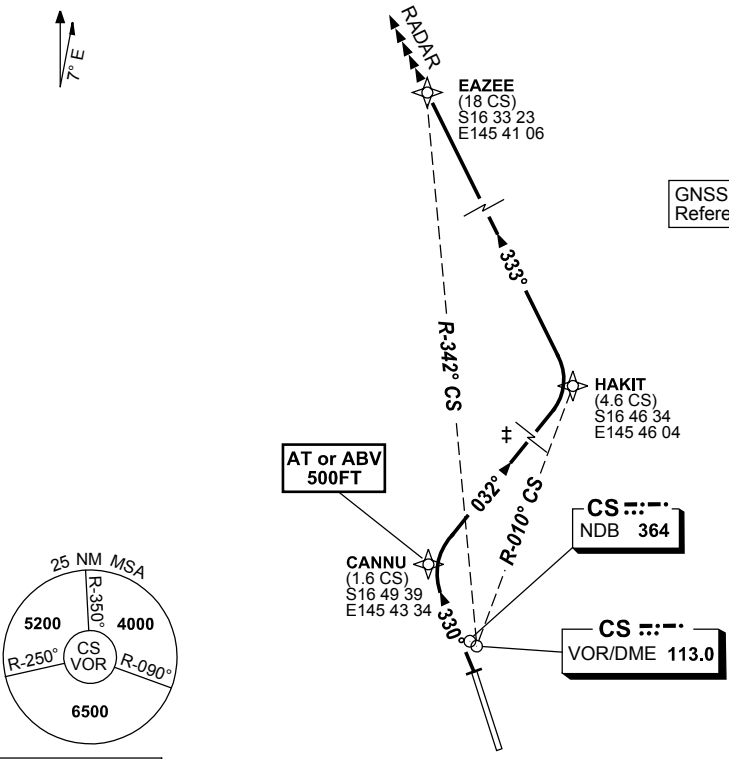 7° E
RADAR
EAZEE
(18 CS)
S16 33 23
E145 41 06
GNSS
Refere
333°
R-342° CS
HAKIT
(4.6 CS)
S16 46 34
E145 46 04
‡
AT or ABV
500FT
032°
R-010° CS
CS
NDB 364
CANNU
(1.6 CS)
S16 49 39
E145 43 34
330°
CS
VOR/DME 113.0
25 NM MSA
R-350°
5200
4000
CS
VOR
R-250°
R-090°
6500